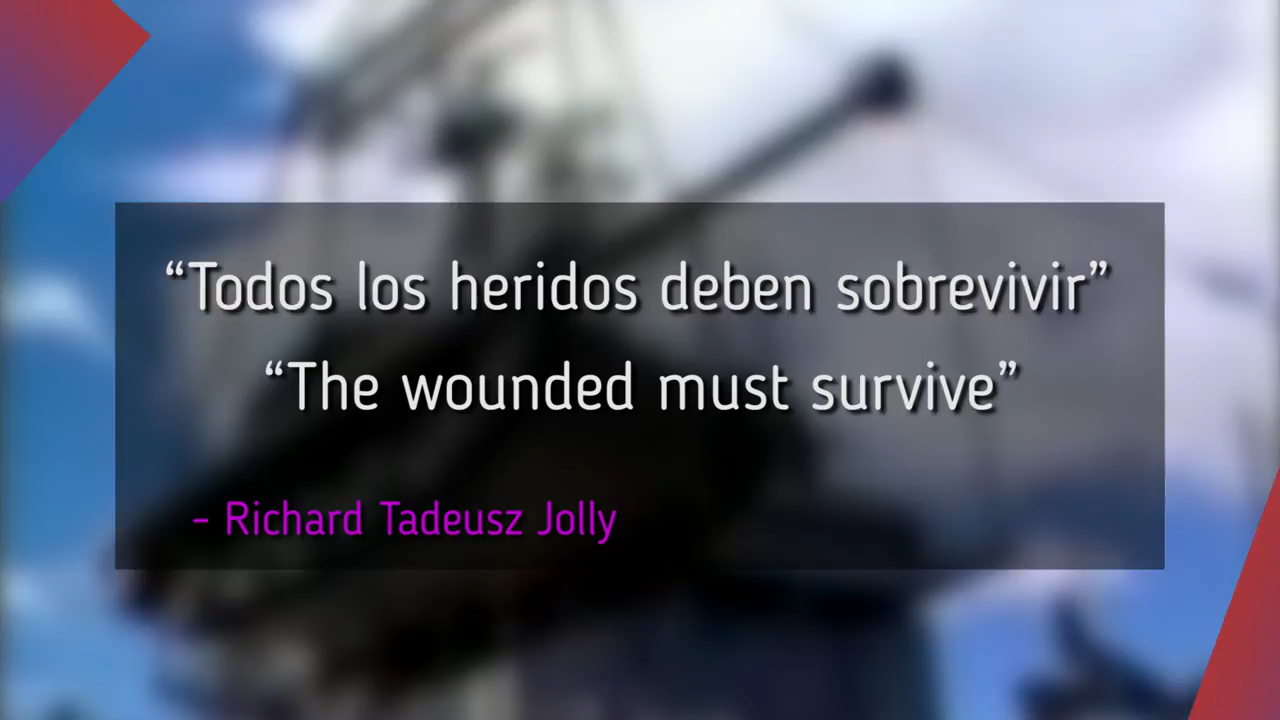 “Todos los heridos deben sobrevivir”
“The wounded must survive”
– Richard Tadeusz Jolly